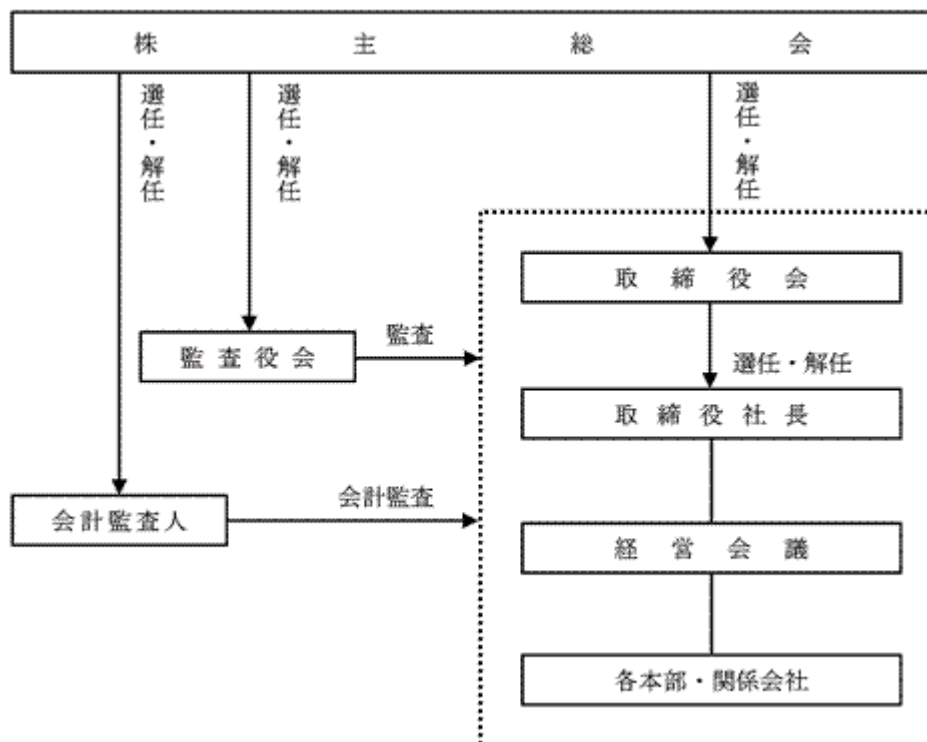 株主総会
選任・解任
選任・解任
選任・解任
取締役会
監査役会
監査
選任・解任
取締役社長
会計監査人
会計監査
経営会議
各本部・関係会社